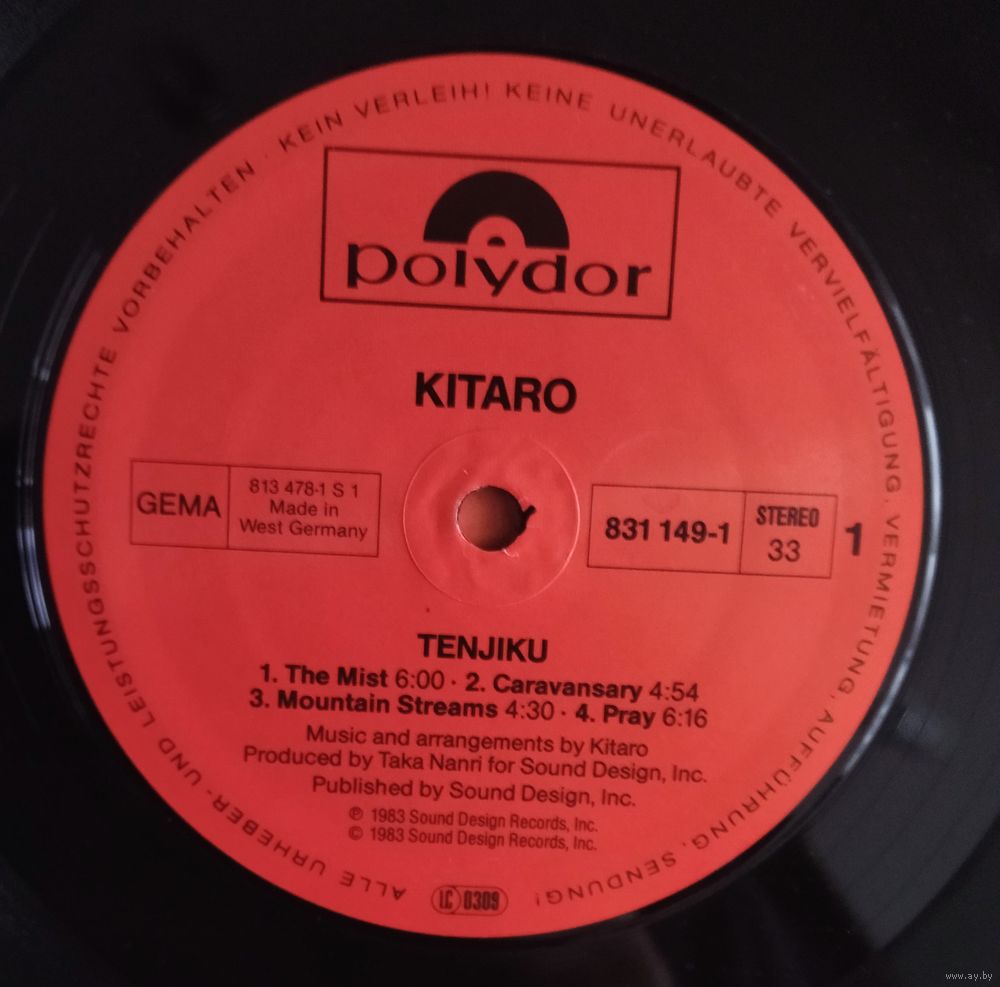 ALLE URHEBER- UND LEISTUNGSSCHUTZRECHTE VORBEHALTEN · KEIN VERLEIH! KEINE UNERLAUBTE VERVIELFÄLTIGUNG, VERMIETUNG, AUFFÜHRUNG, SENDUNG!
polydor
KITARO
GEMA
813 478-1 S 1
Made in
West Germany
831 149-1
STEREO
33
1
TENJIKU
1. The Mist 6:00 · 2. Caravansary 4:54
3. Mountain Streams 4:30 · 4. Pray 6:16
Music and arrangements by Kitaro
Produced by Taka Nanri for Sound Design, Inc.
Published by Sound Design, Inc.
℗ 1983 Sound Design Records, Inc.
© 1983 Sound Design Records, Inc.
LC 0309
www.ay.by